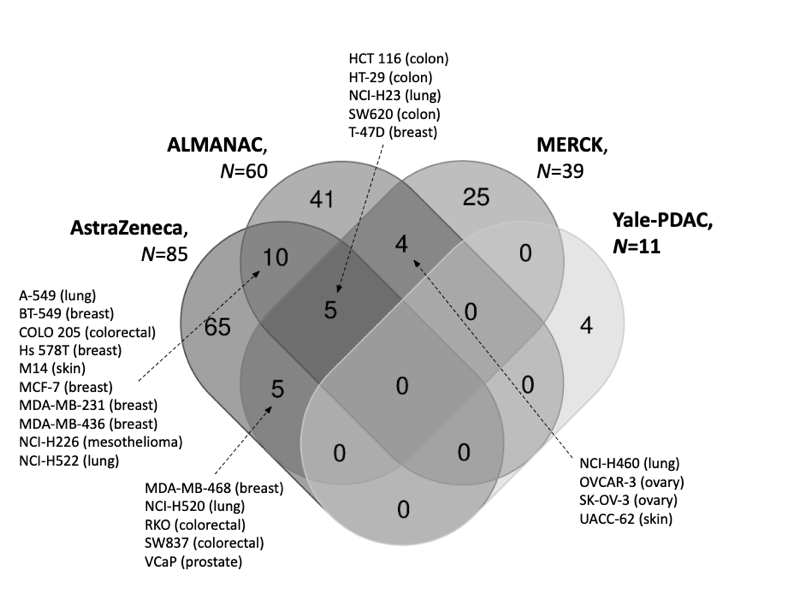 HCT 116 (colon)
HT-29 (colon)
NCI-H23 (lung)
SW620 (colon)
T-47D (breast)
ALMANAC,
N=60
MERCK,
N=39
AstraZeneca,
N=85
Yale-PDAC,
N=11
41
25
10
4
0
5
0
65
4
5
0
0
0
0
0
A-549 (lung)
BT-549 (breast)
COLO 205 (colorectal)
Hs 578T (breast)
M14 (skin)
MCF-7 (breast)
MDA-MB-231 (breast)
MDA-MB-436 (breast)
NCI-H226 (mesothelioma)
NCI-H522 (lung)
MDA-MB-468 (breast)
NCI-H520 (lung)
RKO (colorectal)
SW837 (colorectal)
VCaP (prostate)
NCI-H460 (lung)
OVCAR-3 (ovary)
SK-OV-3 (ovary)
UACC-62 (skin)